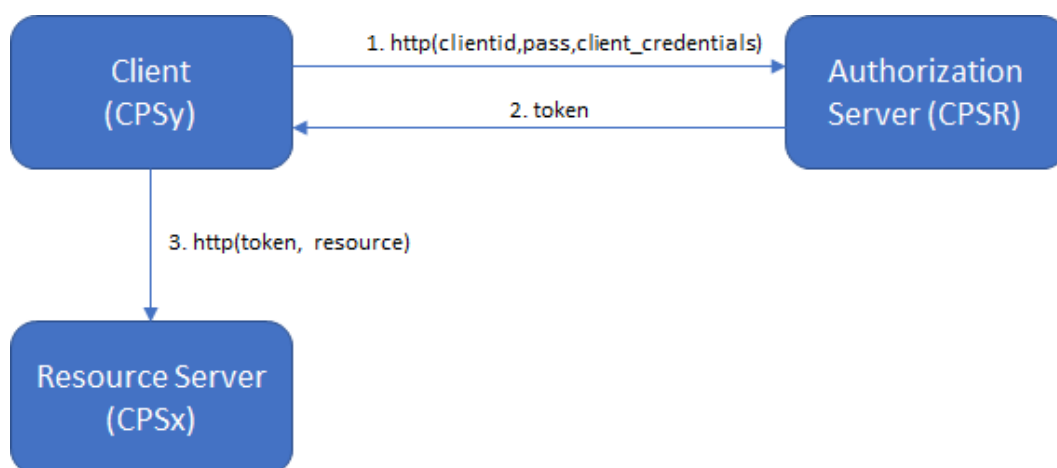 Client
(CPSy)
1. http(clientid,pass,client_credentials)
2. token
Authorization
Server (CPSR)
3. http(token, resource)
Resource Server
(CPSx)